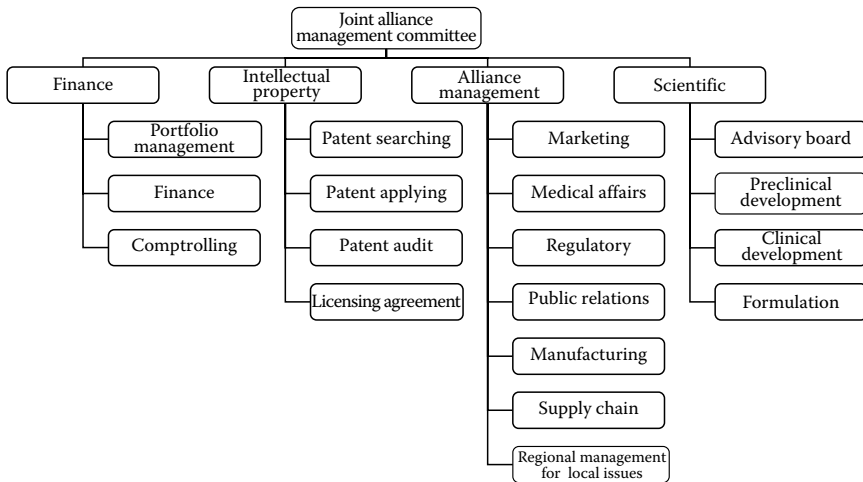 Joint alliance
management committee
Finance
Intellectual
property
Alliance
management
Scientific
Portfolio
management
Finance
Comptrolling
Patent searching
Patent applying
Patent audit
Licensing agreement
Marketing
Medical affairs
Regulatory
Public relations
Manufacturing
Supply chain
Regional management
for local issues
Advisory board
Preclinical
development
Clinical
development
Formulation